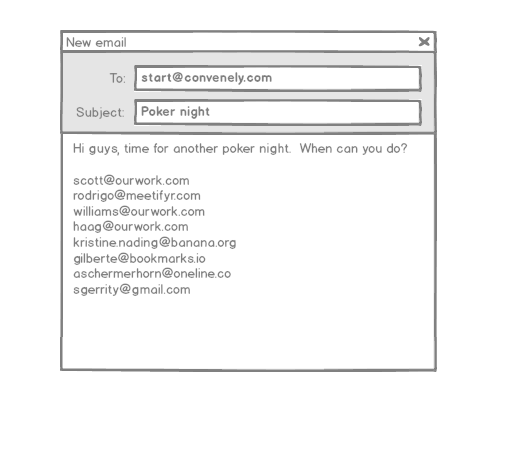 New email
To: start@convenely.com
Subject: Poker night
Hi guys, time for another poker night. When can you do?
scott@ourwork.com
rodrigo@meetifyr.com
williams@ourwork.com
haag@ourwork.com
kristine.nading@banana.org
gilberte@bookmarks.io
aschermerhorn@oneline.co
sgerrity@gmail.com